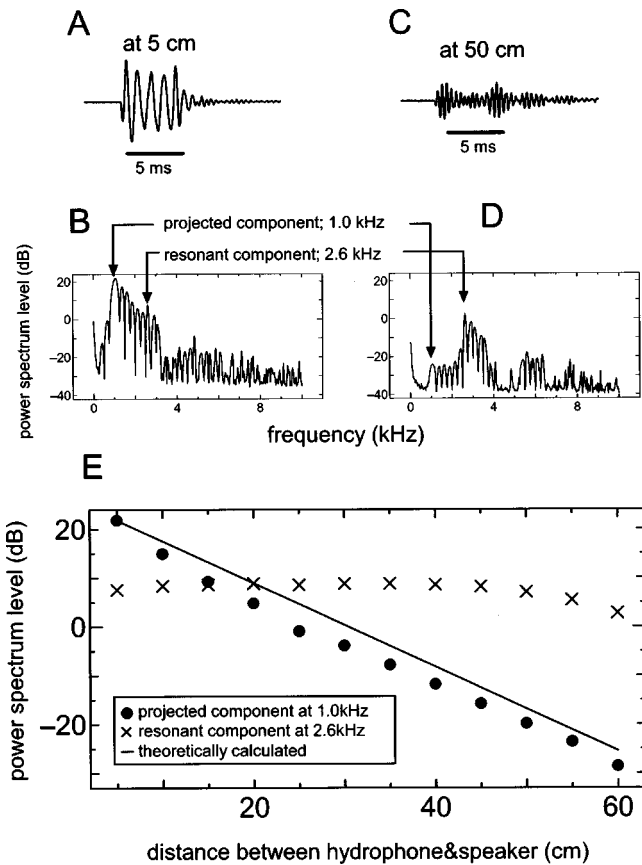 A
at 5 cm
5 ms
C
at 50 cm
5 ms
B
projected component; 1.0 kHz
resonant component; 2.6 kHz
D
power spectrum level (dB)
20
0
−20
−40
0
4
8
20
0
−20
−40
0
4
8
frequency (kHz)
E
power spectrum level (dB)
20
0
−20
projected component at 1.0kHz
resonant component at 2.6kHz
theoretically calculated
20
40
60
distance between hydrophone&speaker (cm)